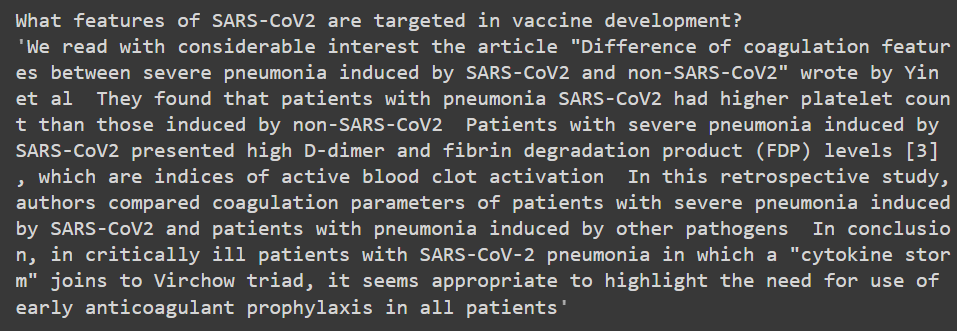 What features of SARS-CoV2 are targeted in vaccine development?
'We read with considerable interest the article "Difference of coagulation featur
es between severe pneumonia induced by SARS-CoV2 and non-SARS-CoV2" wrote by Yin
et al  They found that patients with pneumonia SARS-CoV2 had higher platelet coun
t than those induced by non-SARS-CoV2  Patients with severe pneumonia induced by
SARS-CoV2 presented high D-dimer and fibrin degradation product (FDP) levels [3]
, which are indices of active blood clot activation  In this retrospective study,
authors compared coagulation parameters of patients with severe pneumonia induced
by SARS-CoV2 and patients with pneumonia induced by other pathogens  In conclusio
n, in critically ill patients with SARS-CoV-2 pneumonia in which a "cytokine stor
m" joins to Virchow triad, it seems appropriate to highlight the need for use of
early anticoagulant prophylaxis in all patients'